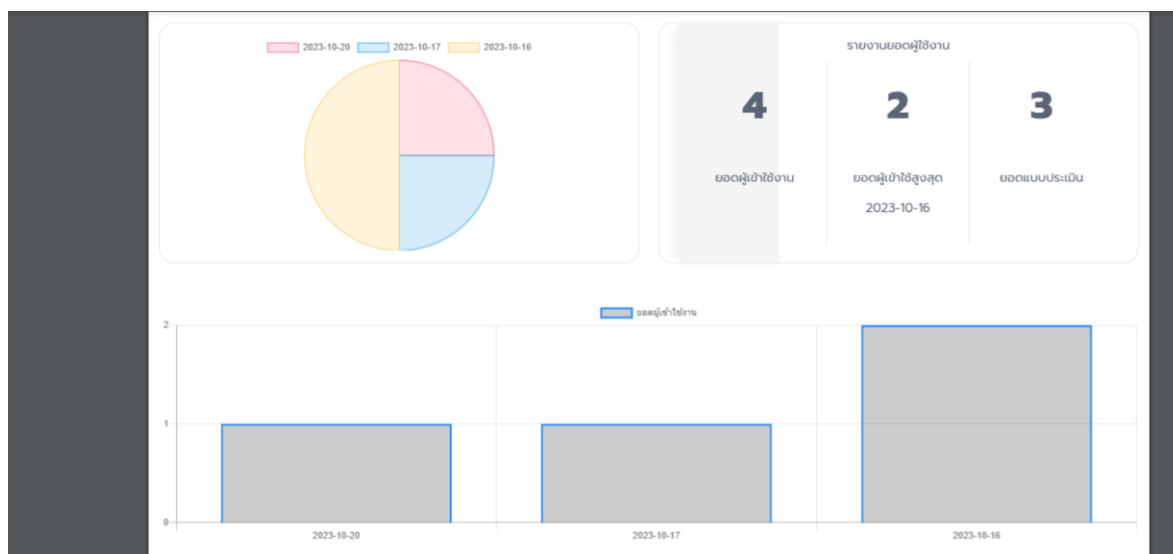 2023-10-20 2023-10-17 2023-10-16
รายงานยอดผู้ใช้งาน
4 2 3
ยอดผู้เข้าใช้งาน ยอดผู้เข้าใช้สูงสุด ยอดแบบประเมิน
2023-10-16
ยอดผู้เข้าใช้งาน
2
1
0
2023-10-20 2023-10-17 2023-10-16